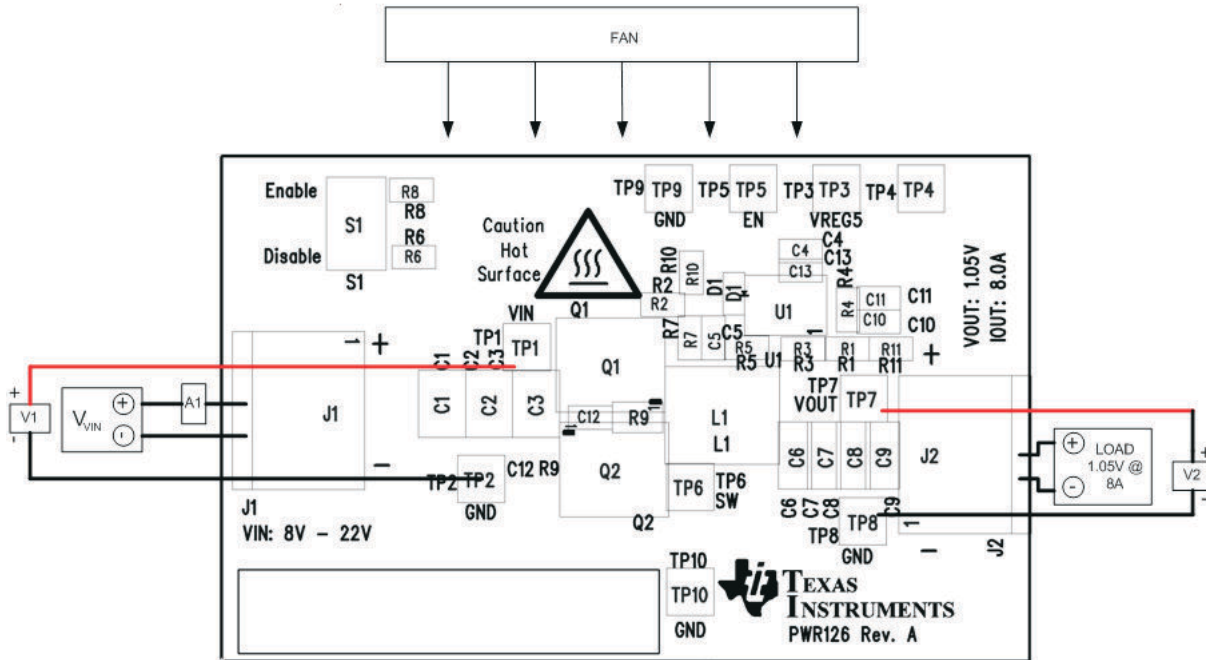 FAN
Enable
Disable
S1
S1
R8
R8
R6
R6
Caution
Hot
Surface
TP9 TP9
GND
TP5 TP5
EN
TP3 TP3
VREG5
TP4 TP4
C4
C4
C13
C13
R10
R10
R2
R2
D1
D1
U1
1
U1
R4
R4
C11
C11
C10
C10
R7
R7
C5
C5
R5
R5
R3
R3
R1
R1
R11
R11
VOUT: 1.05V
IOUT: 8.0A
VIN
TP1 TP1
Q1
Q1
C1
C2
C3
C1
C2
C3
1
+
J1
-
J1
VIN: 8V - 22V
+
V1
-
VVIN
+
-
A1
C12
R9
1
C12 R9
Q2
Q2
L1
L1
TP2 TP2
GND
TP6
TP6
SW
TP7
VOUT
TP7
C6
C7
C8
C9
C6
C7
C8
C9
TP8
TP8
GND
+
J2
1
-
J2
+
-
LOAD
1.05V @
8A
+
V2
-
TP10
TP10
GND
TEXAS
INSTRUMENTS
PWR126 Rev. A